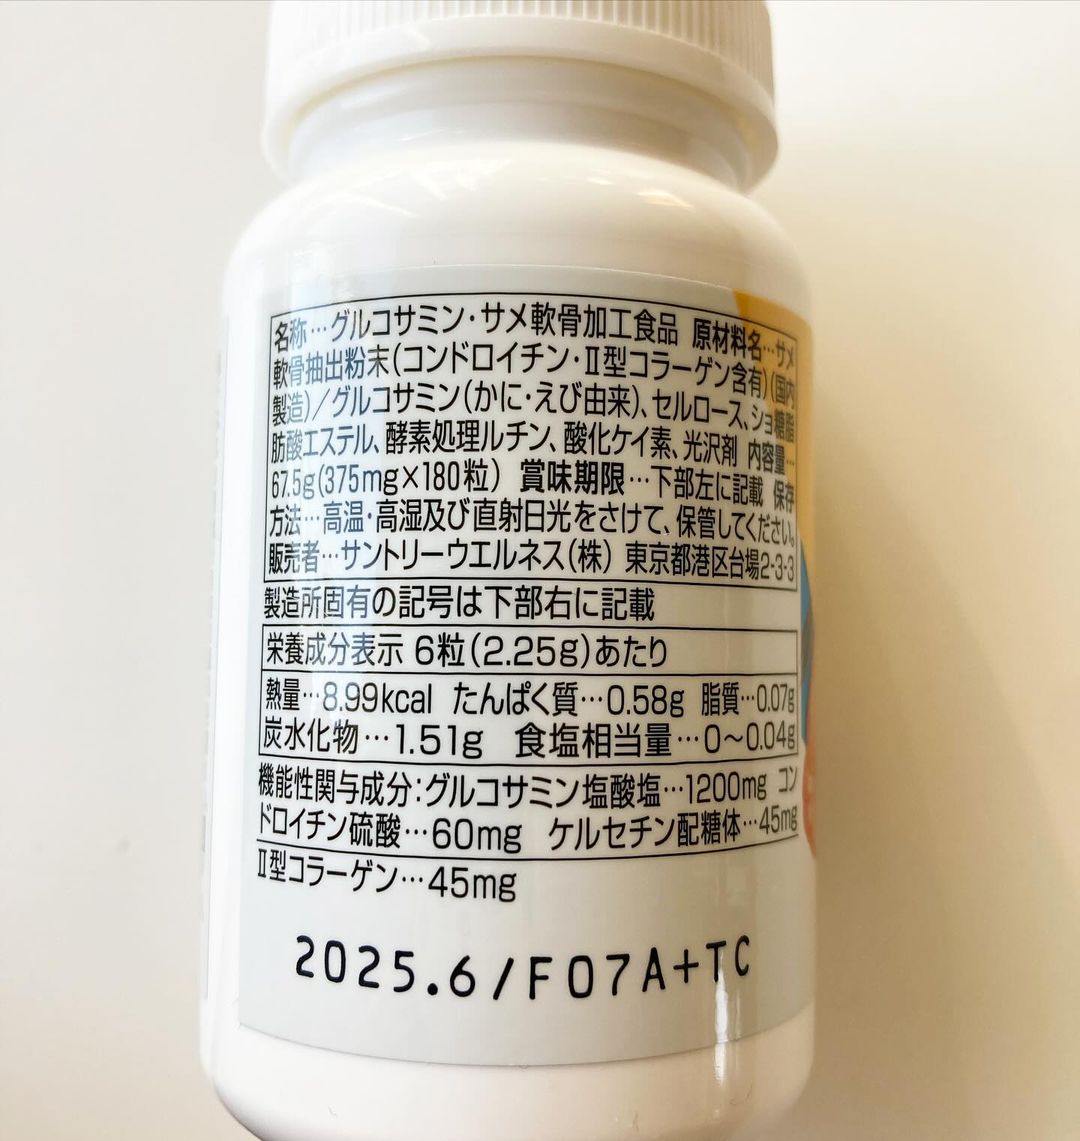 名称…グルコサミン・サメ軟骨加工食品 原材料名…サメ
軟骨抽出粉末(コンドロイチン・Ⅱ型コラーゲン含有)(国内
製造)/グルコサミン(かに・えび由来)、セルロース、ショ糖脂
肪酸エステル、酵素処理ルチン、酸化ケイ素、光沢剤 内容量…
67.5g(375mg×180粒) 賞味期限…下部左に記載 保存
方法…高温・高湿及び直射日光をさけて、保管してください。
販売者…サントリーウエルネス(株) 東京都港区台場2-3-3
製造所固有の記号は下部右に記載
栄養成分表示 6粒(2.25g)あたり
熱量…8.99kcal たんぱく質…0.58g 脂質…0.07g
炭水化物…1.51g 食塩相当量…0〜0.04g
機能性関与成分:グルコサミン塩酸塩…1200mg コン
ドロイチン硫酸…60mg ケルセチン配糖体…45mg
Ⅱ型コラーゲン…45mg
2025.6/F07A+TC